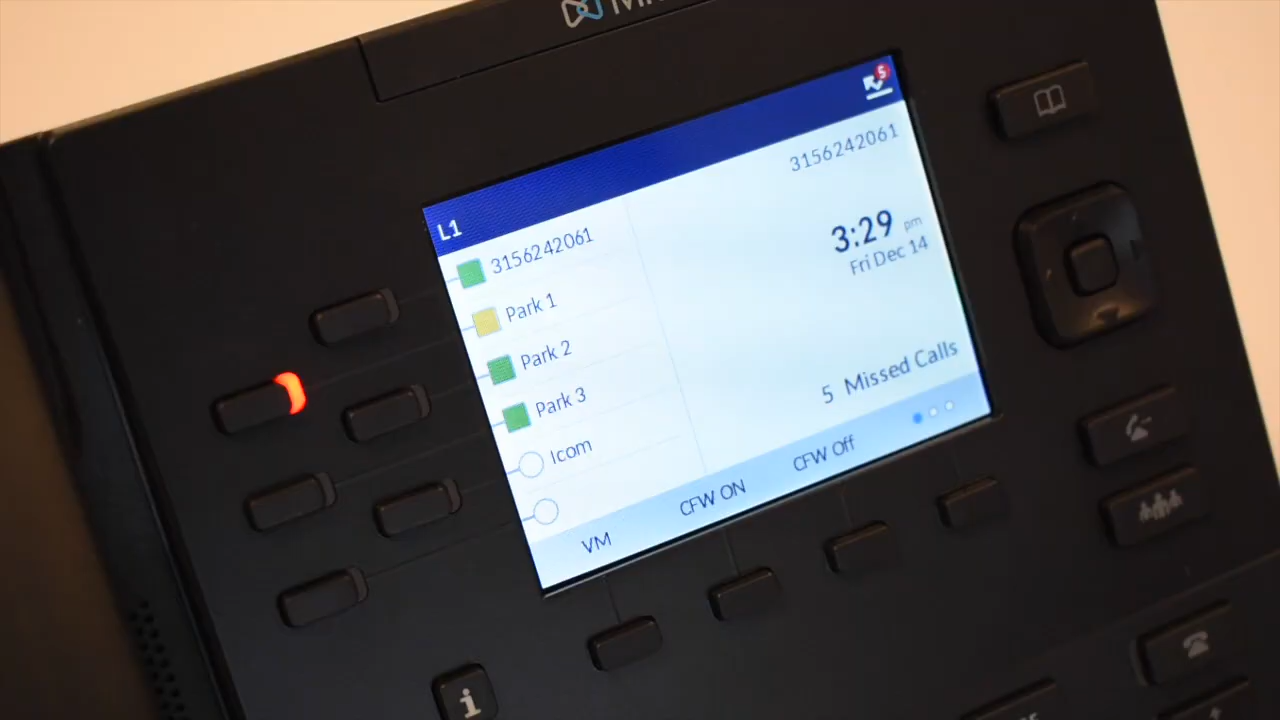 5
L1
3156242061
3156242061
3:29 pm
Fri Dec 14
Park 1
Park 2
Park 3
Icom
5 Missed Calls
VM
CFW ON
CFW Off
i